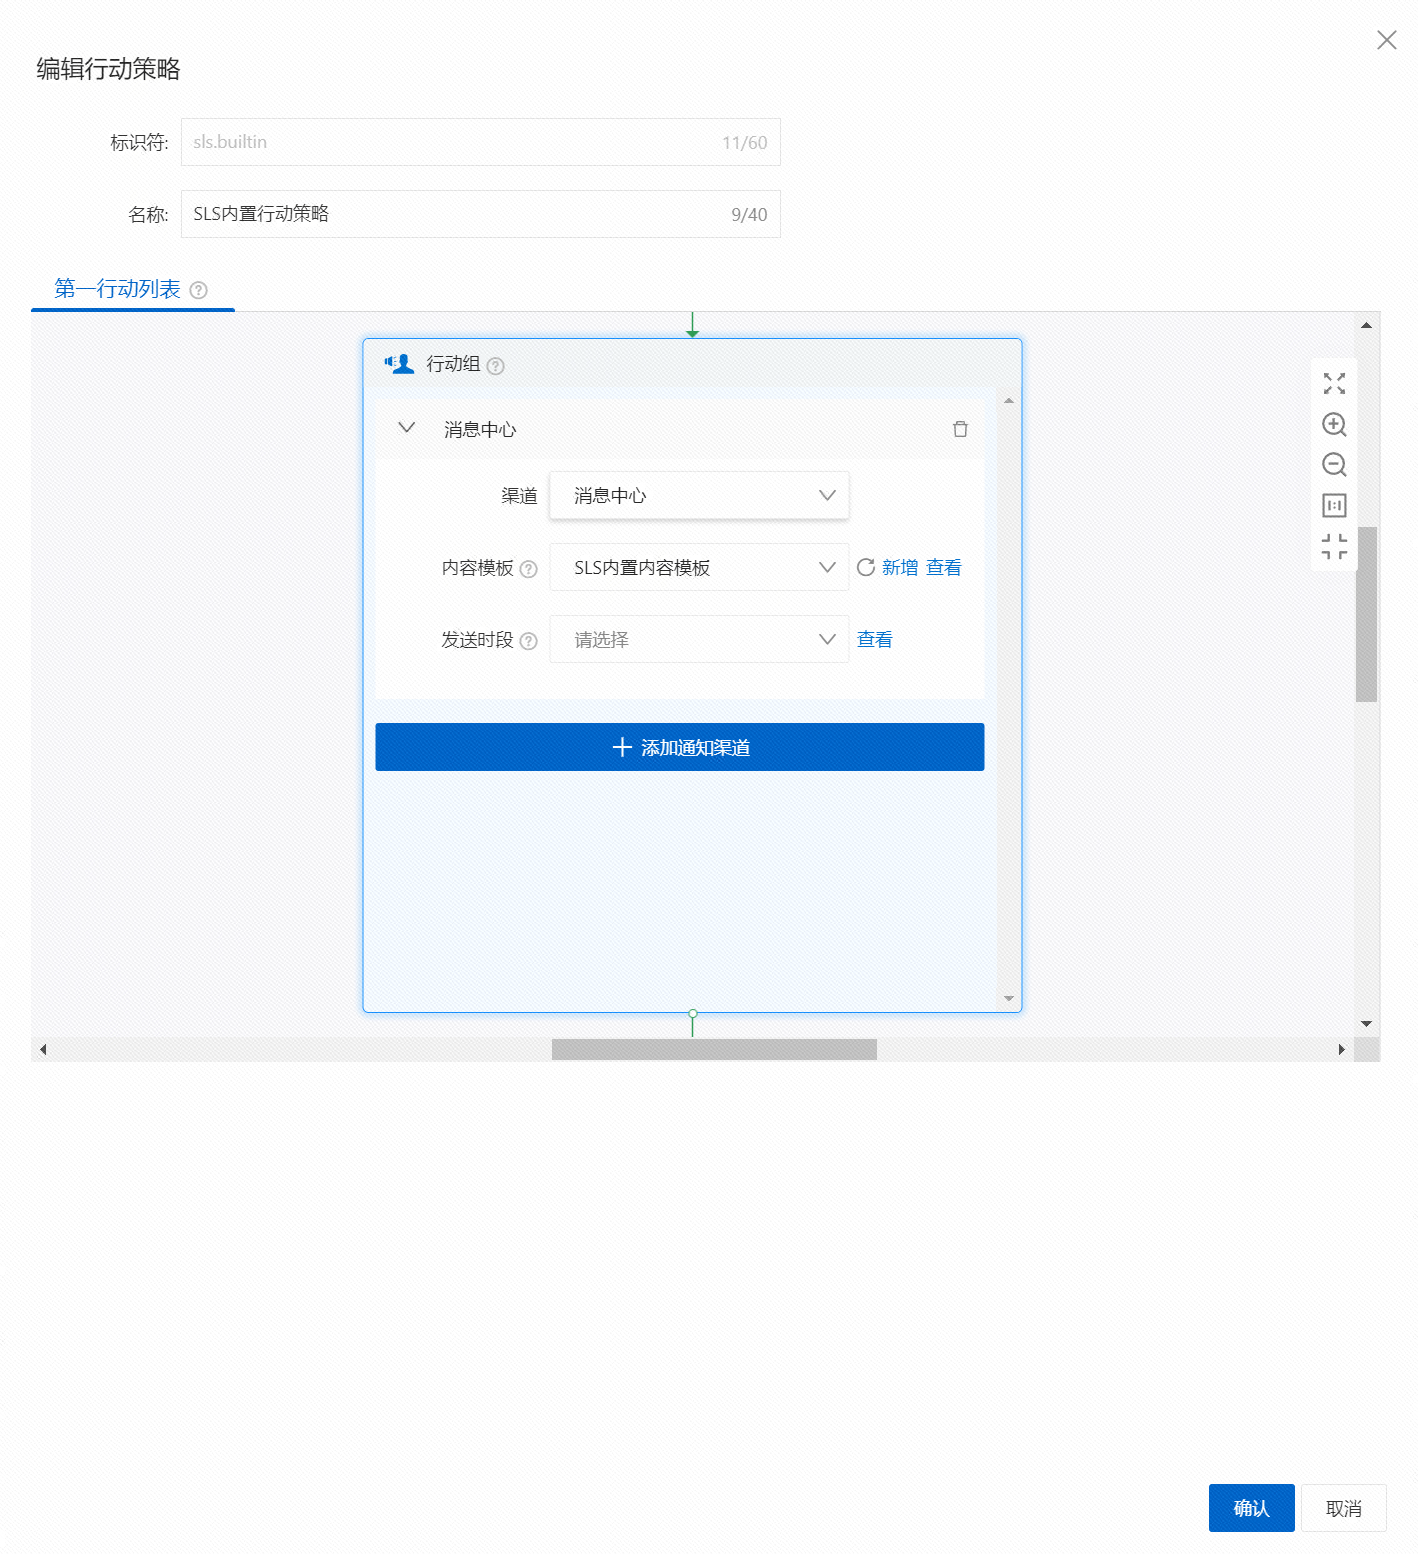 编辑行动策略
标识符: sls.builtin 11/60
名称: SLS内置行动策略 9/40
第一行动列表 ?
行动组 ?
消息中心
渠道 消息中心
内容模板 ? SLS内置内容模板 新增 查看
发送时段 ? 请选择 查看
添加通知渠道
确认 取消